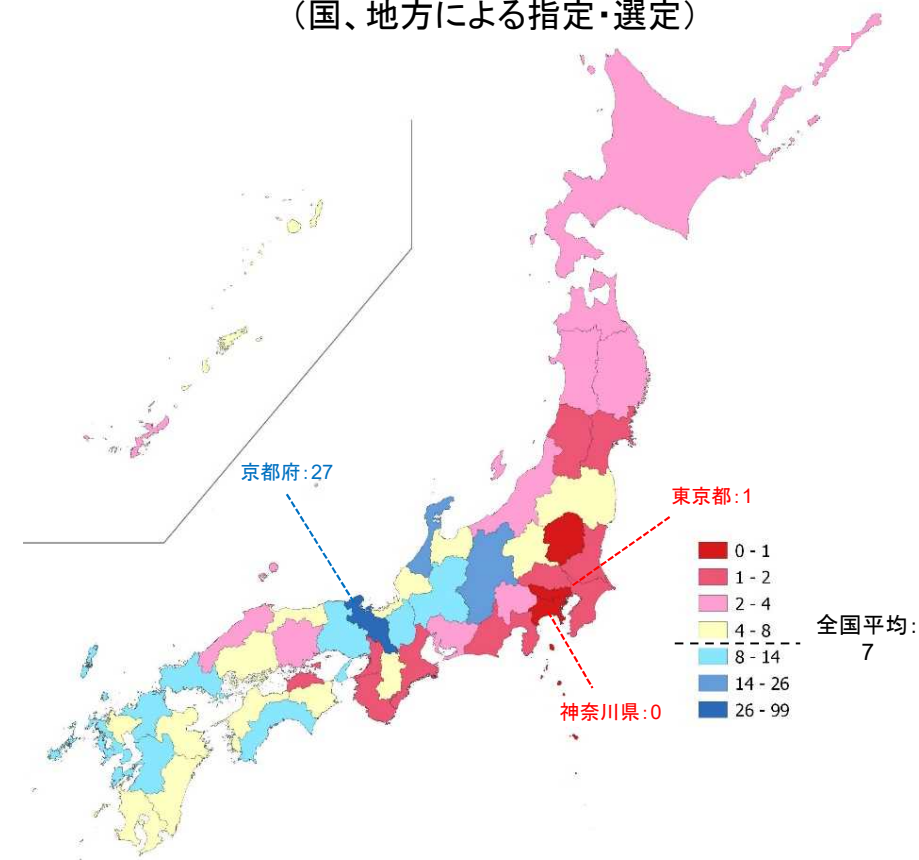 （国、地方による指定・選定）
京都府：27
東京都：1
0 - 1
1 - 2
2 - 4
4 - 8
8 - 14
14 - 26
26 - 99
全国平均：
7
神奈川県：0